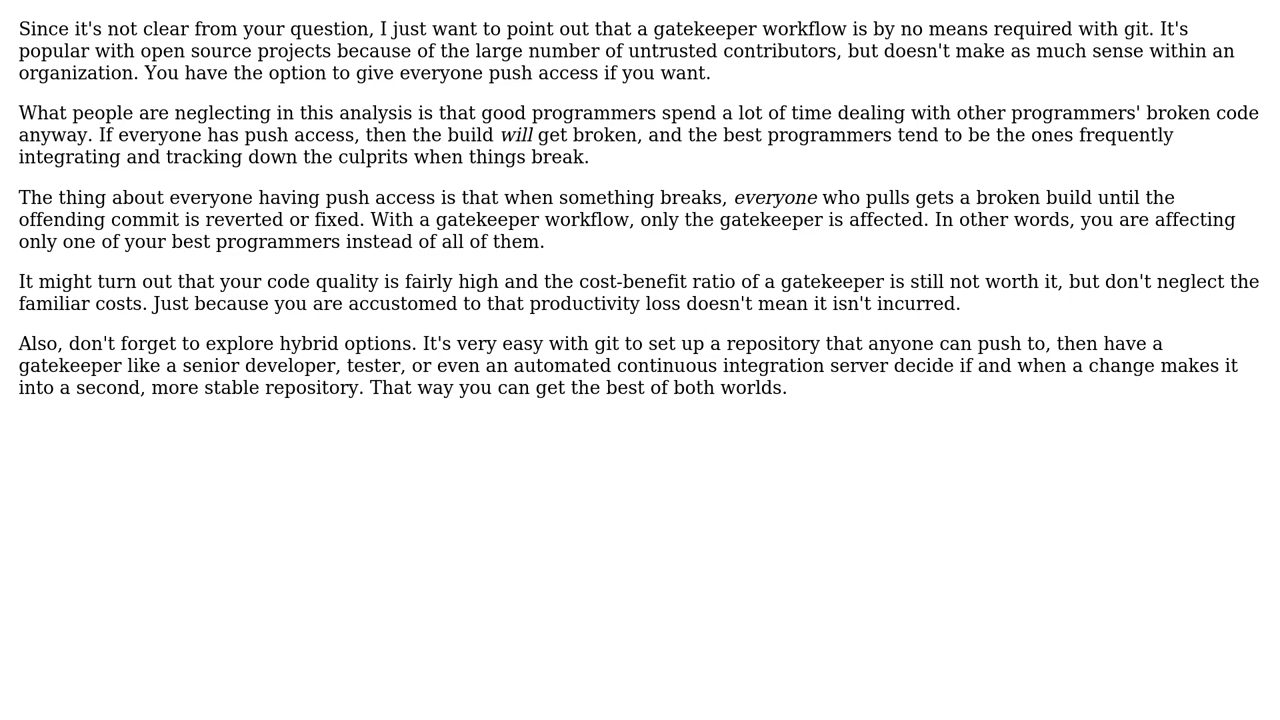 Since it's not clear from your question, I just want to point out that a gatekeeper workflow is by no means required with git. It's
popular with open source projects because of the large number of untrusted contributors, but doesn't make as much sense within an
organization. You have the option to give everyone push access if you want.
What people are neglecting in this analysis is that good programmers spend a lot of time dealing with other programmers' broken code
anyway. If everyone has push access, then the build will get broken, and the best programmers tend to be the ones frequently
integrating and tracking down the culprits when things break.
The thing about everyone having push access is that when something breaks, everyone who pulls gets a broken build until the
offending commit is reverted or fixed. With a gatekeeper workflow, only the gatekeeper is affected. In other words, you are affecting
only one of your best programmers instead of all of them.
It might turn out that your code quality is fairly high and the cost-benefit ratio of a gatekeeper is still not worth it, but don't neglect the
familiar costs. Just because you are accustomed to that productivity loss doesn't mean it isn't incurred.
Also, don't forget to explore hybrid options. It's very easy with git to set up a repository that anyone can push to, then have a
gatekeeper like a senior developer, tester, or even an automated continuous integration server decide if and when a change makes it
into a second, more stable repository. That way you can get the best of both worlds.